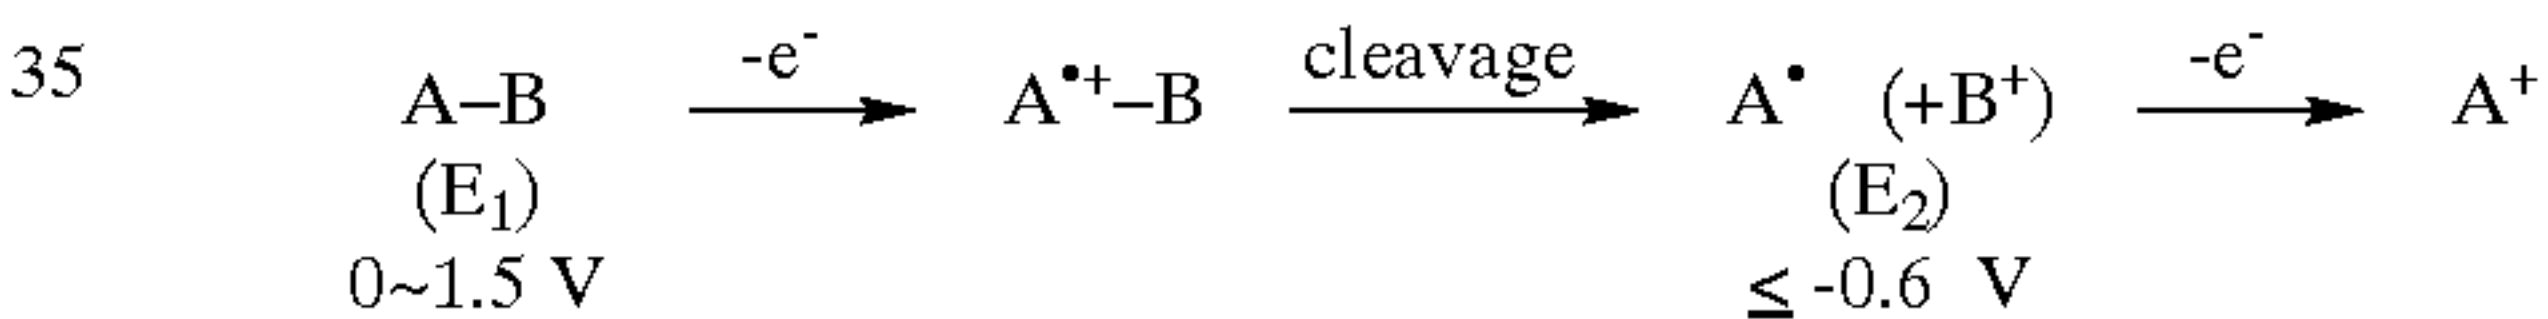 35
-e⁻ cleavage -e⁻
A–B A•⁺–B A• (+B⁺) A⁺
(E₁) (E₂)
0~1.5 V ≤ -0.6 V